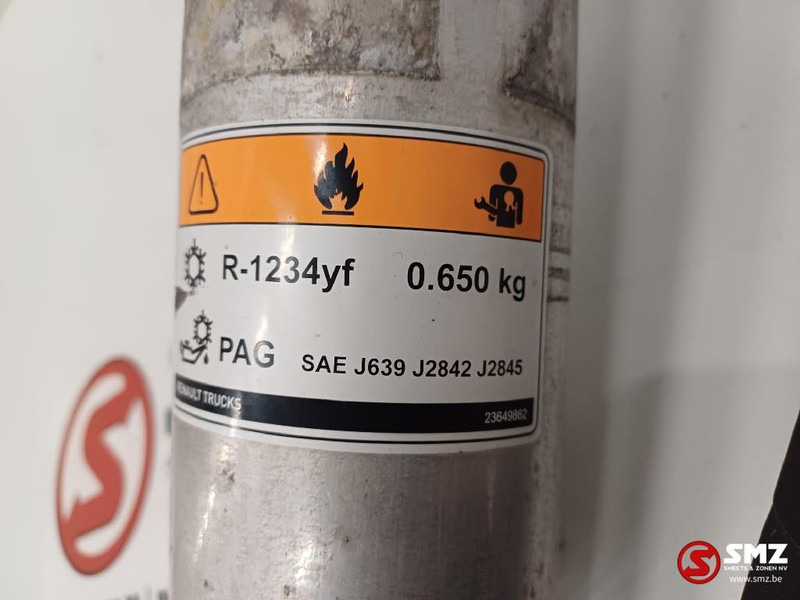 R-1234yf 0.650 kg
PAG SAE J639 J2842 J2845
RENAULT TRUCKS 23649862
SMZ
SHEETS & ZONEN NV
www.smz.be